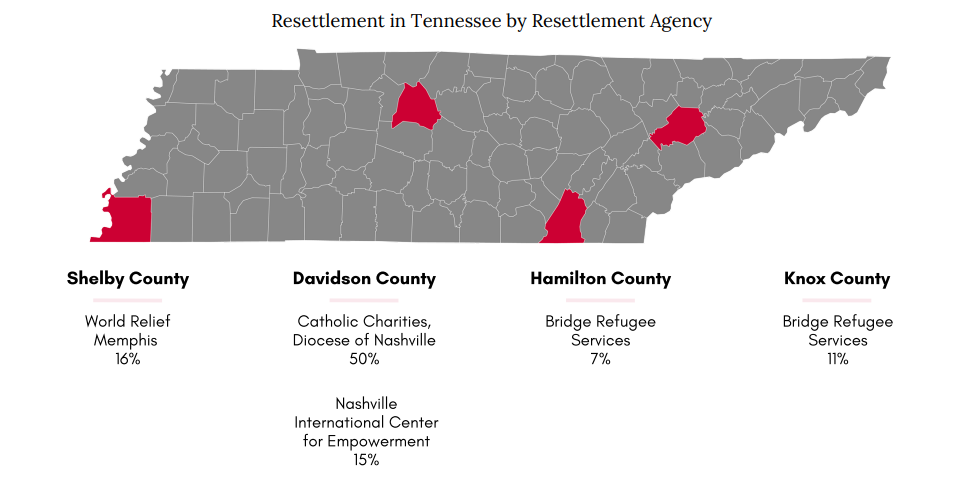 Resettlement in Tennessee by Resettlement Agency
Shelby County
World Relief
Memphis
16%
Davidson County
Catholic Charities,
Diocese of Nashville
50%
Nashville
International Center
for Empowerment
15%
Hamilton County
Bridge Refugee
Services
7%
Knox County
Bridge Refugee
Services
11%